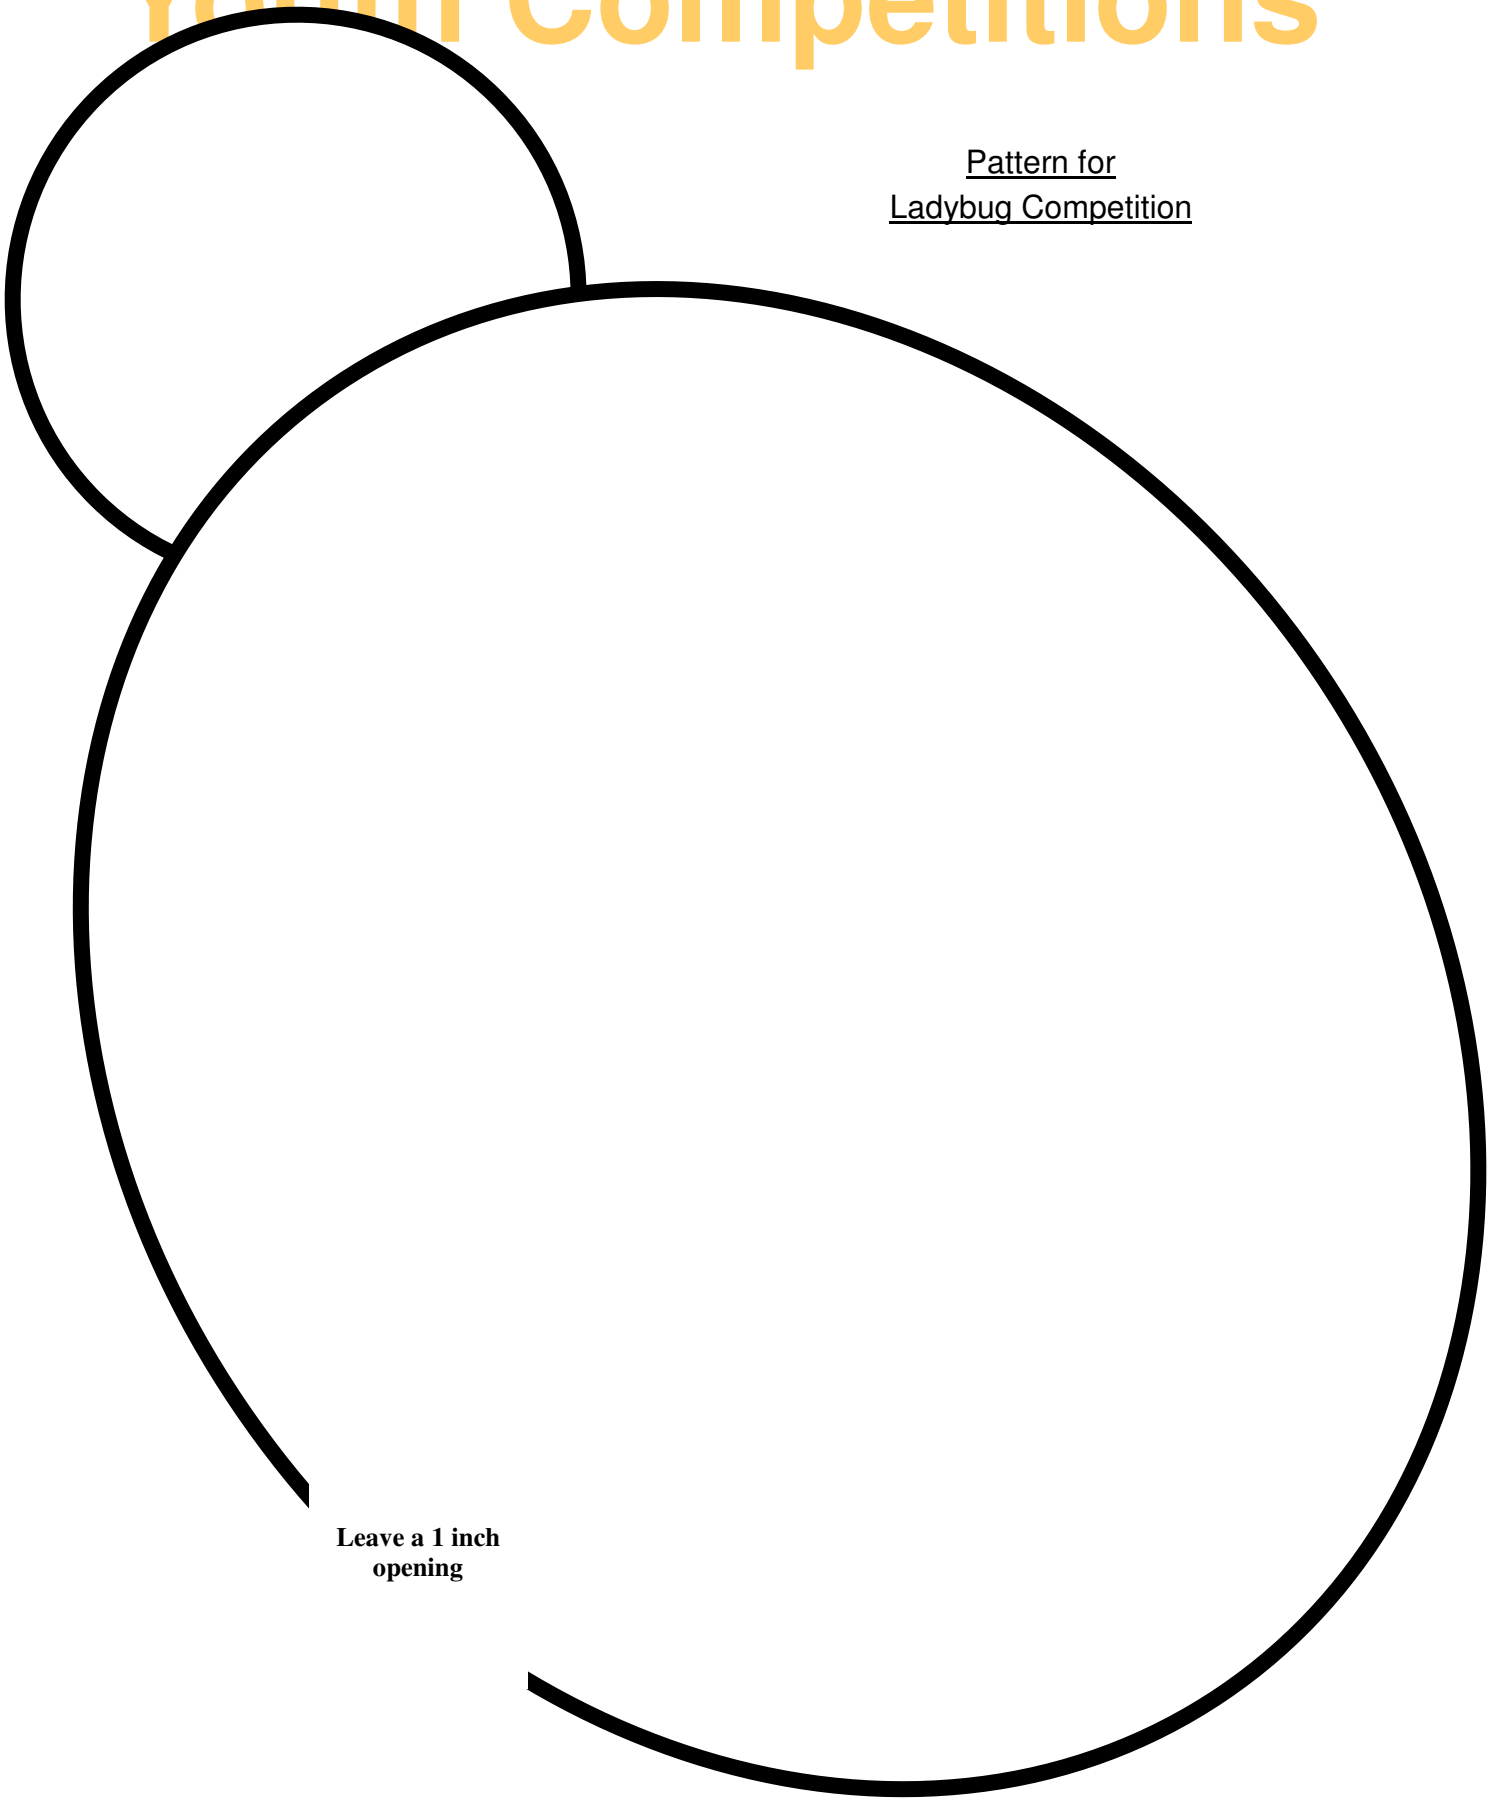 Youth Competitions
Pattern for
Ladybug Competition
Leave a 1 inch
opening